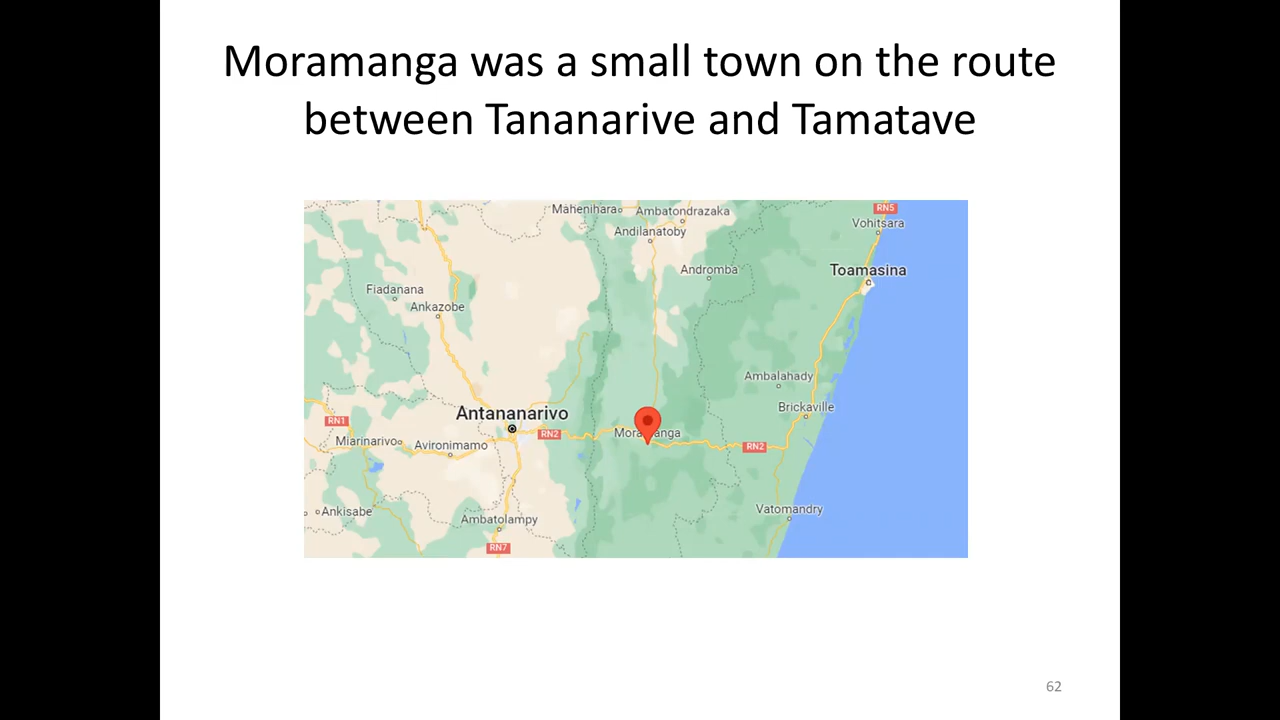 Moramanga was a small town on the route
between Tananarive and Tamatave
Mahenihara
Ambatondrazaka
RN5
Vohitsara
Andilanatoby
Andromba
Toamasina
Fiadanana
Ankazobe
Ambalahady
Antananarivo
Brickaville
RN1
RN2
Moramanga
Miarinarivo
Avironimamo
RN2
Ankisabe
Ambatolampy
Vatomandry
RN7
62